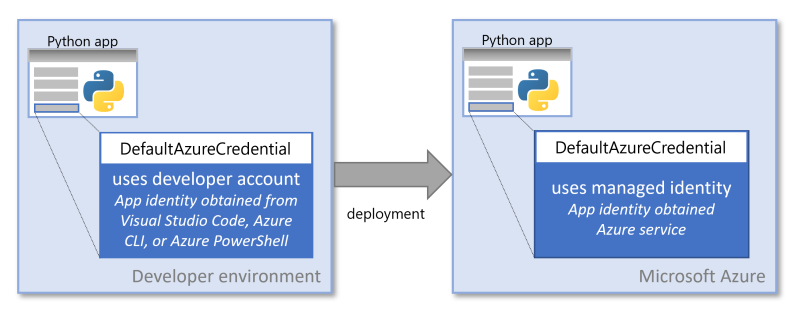 Python app
DefaultAzureCredential
uses developer account
App identity obtained from
Visual Studio Code, Azure
CLI, or Azure PowerShell
Developer environment
deployment
Python app
DefaultAzureCredential
uses managed identity
App identity obtained
Azure service
Microsoft Azure